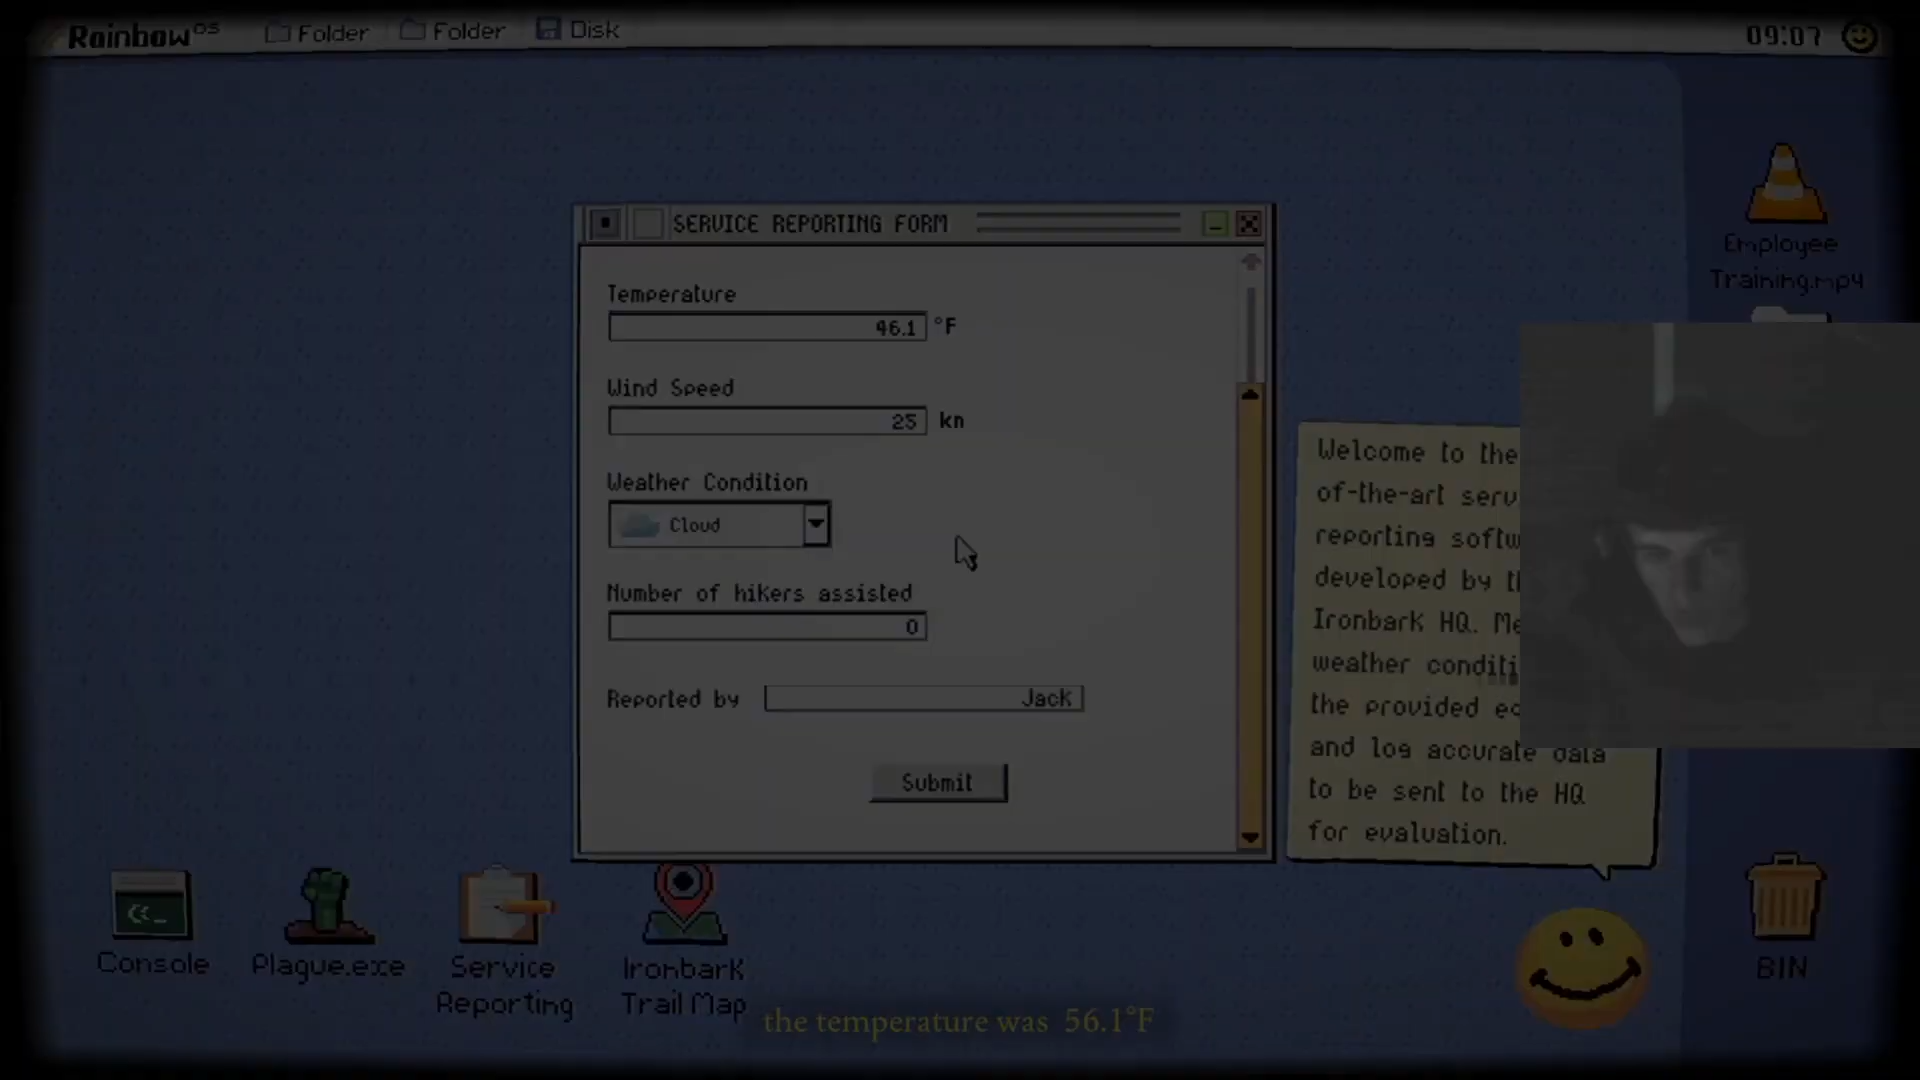 Rainbow OS Folder Folder Disk 09:07
Employee
Training.mp4
SERVICE REPORTING FORM
Temperature
46.1 °F
Wind Speed
25 kn
Weather Condition
Cloud
Number of hikers assisted
0
Reported by Jack
Submit
Welcome to the
of-the-art serv
reporting softw
developed by t
Ironbark HQ. Me
weather conditi
the provided e
and log accurate data
to be sent to the HQ
for evaluation.
Console
Plague.exe
Service
Reporting
Ironbark
Trail Map
BIN
the temperature was 56.1°F